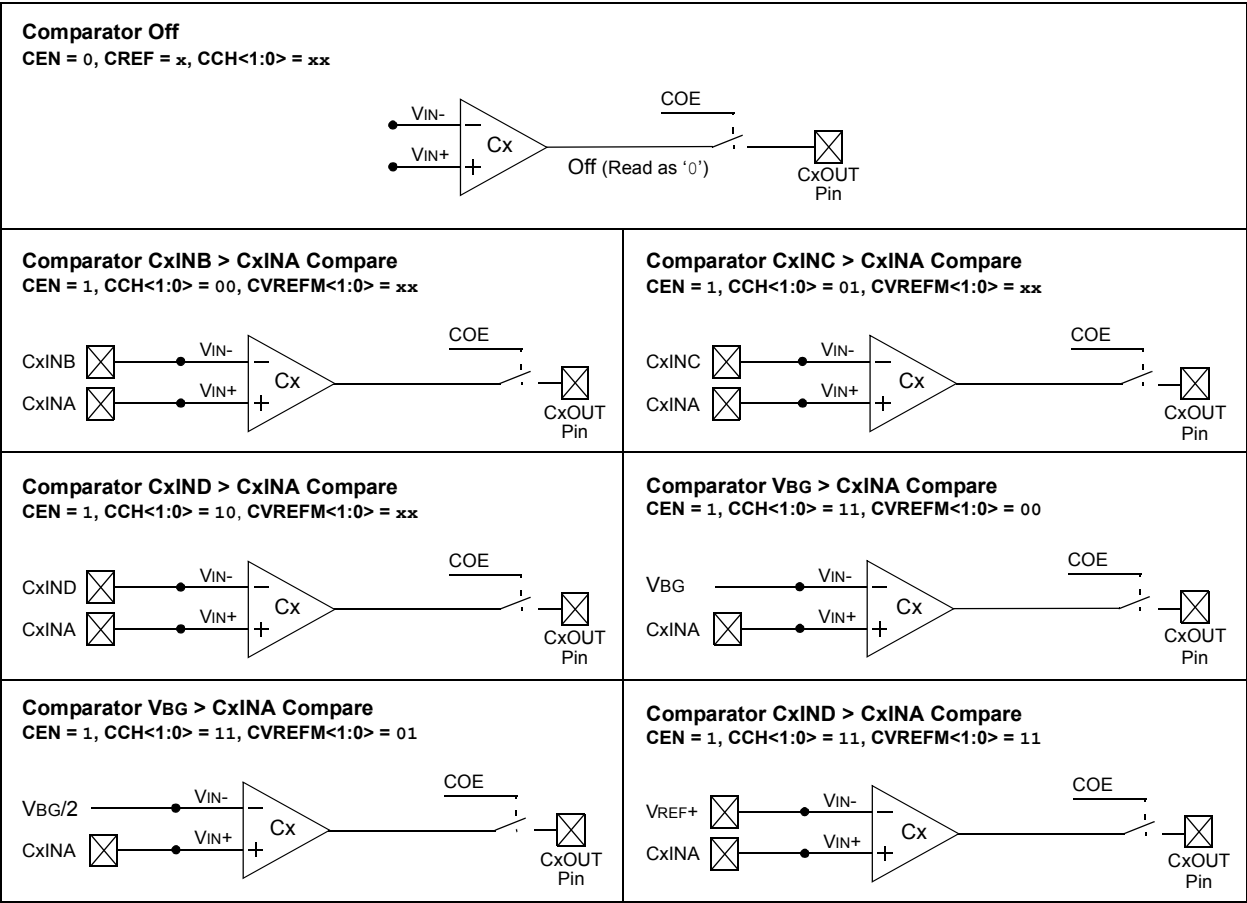 Comparator Off
CEN = 0, CREF = x, CCH<1:0> = xx
COE
VIN-
–
Cx
VIN+
+
Off (Read as ‘0’)
CxOUT
Pin
Comparator CxINB > CxINA Compare
CEN = 1, CCH<1:0> = 00, CVREFM<1:0> = xx
COE
CxINB
VIN-
–
Cx
CxINA
VIN+
+
CxOUT
Pin
Comparator CxINC > CxINA Compare
CEN = 1, CCH<1:0> = 01, CVREFM<1:0> = xx
COE
CxINC
VIN-
–
Cx
CxINA
VIN+
+
CxOUT
Pin
Comparator CxIND > CxINA Compare
CEN = 1, CCH<1:0> = 10, CVREFM<1:0> = xx
COE
CxIND
VIN-
–
Cx
CxINA
VIN+
+
CxOUT
Pin
Comparator VBG > CxINA Compare
CEN = 1, CCH<1:0> = 11, CVREFM<1:0> = 00
COE
VBG
VIN-
–
Cx
CxINA
VIN+
+
CxOUT
Pin
Comparator VBG > CxINA Compare
CEN = 1, CCH<1:0> = 11, CVREFM<1:0> = 01
COE
VBG/2
VIN-
–
Cx
CxINA
VIN+
+
CxOUT
Pin
Comparator CxIND > CxINA Compare
CEN = 1, CCH<1:0> = 11, CVREFM<1:0> = 11
COE
VREF+
VIN-
–
Cx
CxINA
VIN+
+
CxOUT
Pin